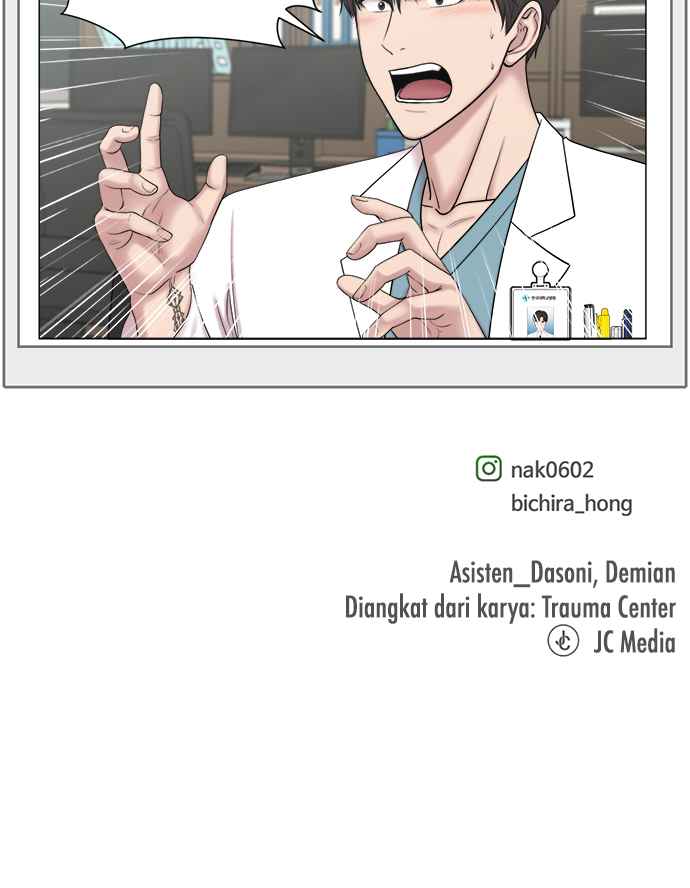 nak0602
bichira_hong
Asisten_Dasoni, Demian
Diangkat dari karya: Trauma Center
JC Media